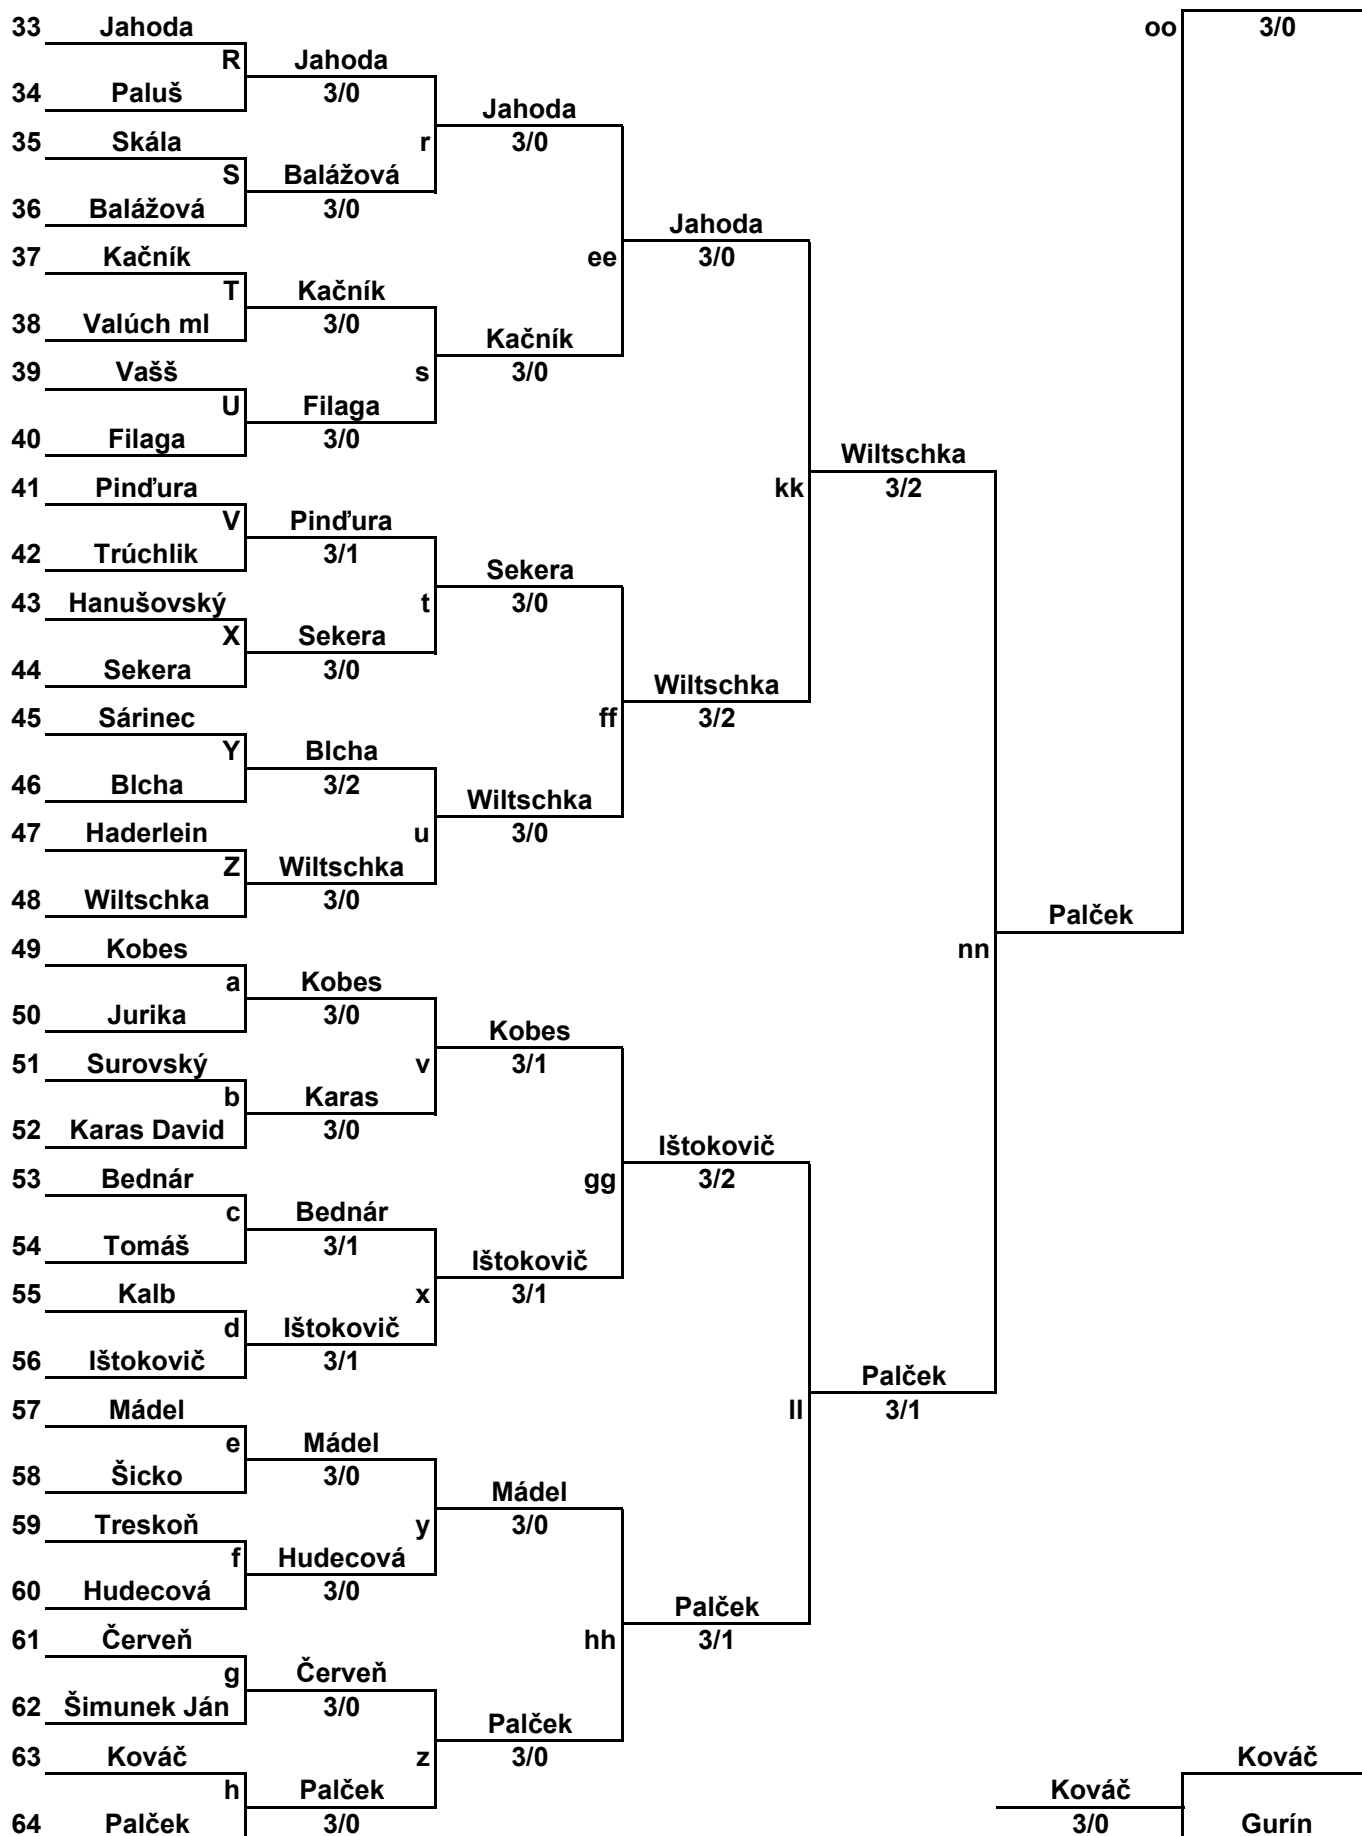 33 Jahoda oo 3/0
R Jahoda
34 Paluš 3/0
Jahoda
35 Skála r 3/0
S Balážová
36 Balážová 3/0
Jahoda
37 Kačník ee 3/0
T Kačník
38 Valúch ml 3/0
Kačník
39 Vašš s 3/0
U Filaga
40 Filaga 3/0
Wiltschka
41 Pinďura kk 3/2
V Pinďura
42 Trúchlik 3/1
Sekera
43 Hanušovský t 3/0
X Sekera
44 Sekera 3/0
Wiltschka
45 Sárinec ff 3/2
Y Blcha
46 Blcha 3/2
Wiltschka
47 Haderlein u 3/0
Z Wiltschka
48 Wiltschka 3/0
Palček
49 Kobes nn
a Kobes
50 Jurika 3/0
Kobes
51 Surovský v 3/1
b Karas
52 Karas David 3/0
Ištokovič
53 Bednár gg 3/2
c Bednár
54 Tomáš 3/1
Ištokovič
55 Kalb x 3/1
d Ištokovič
56 Ištokovič 3/1
Palček
57 Mádel ll 3/1
e Mádel
58 Šicko 3/0
Mádel
59 Treskoň y 3/0
f Hudecová
60 Hudecová 3/0
Palček
61 Červeň hh 3/1
g Červeň
62 Šimunek Ján 3/0
Palček
63 Kováč z 3/0 Kováč
h Palček Kováč
64 Palček 3/0 3/0 Gurín